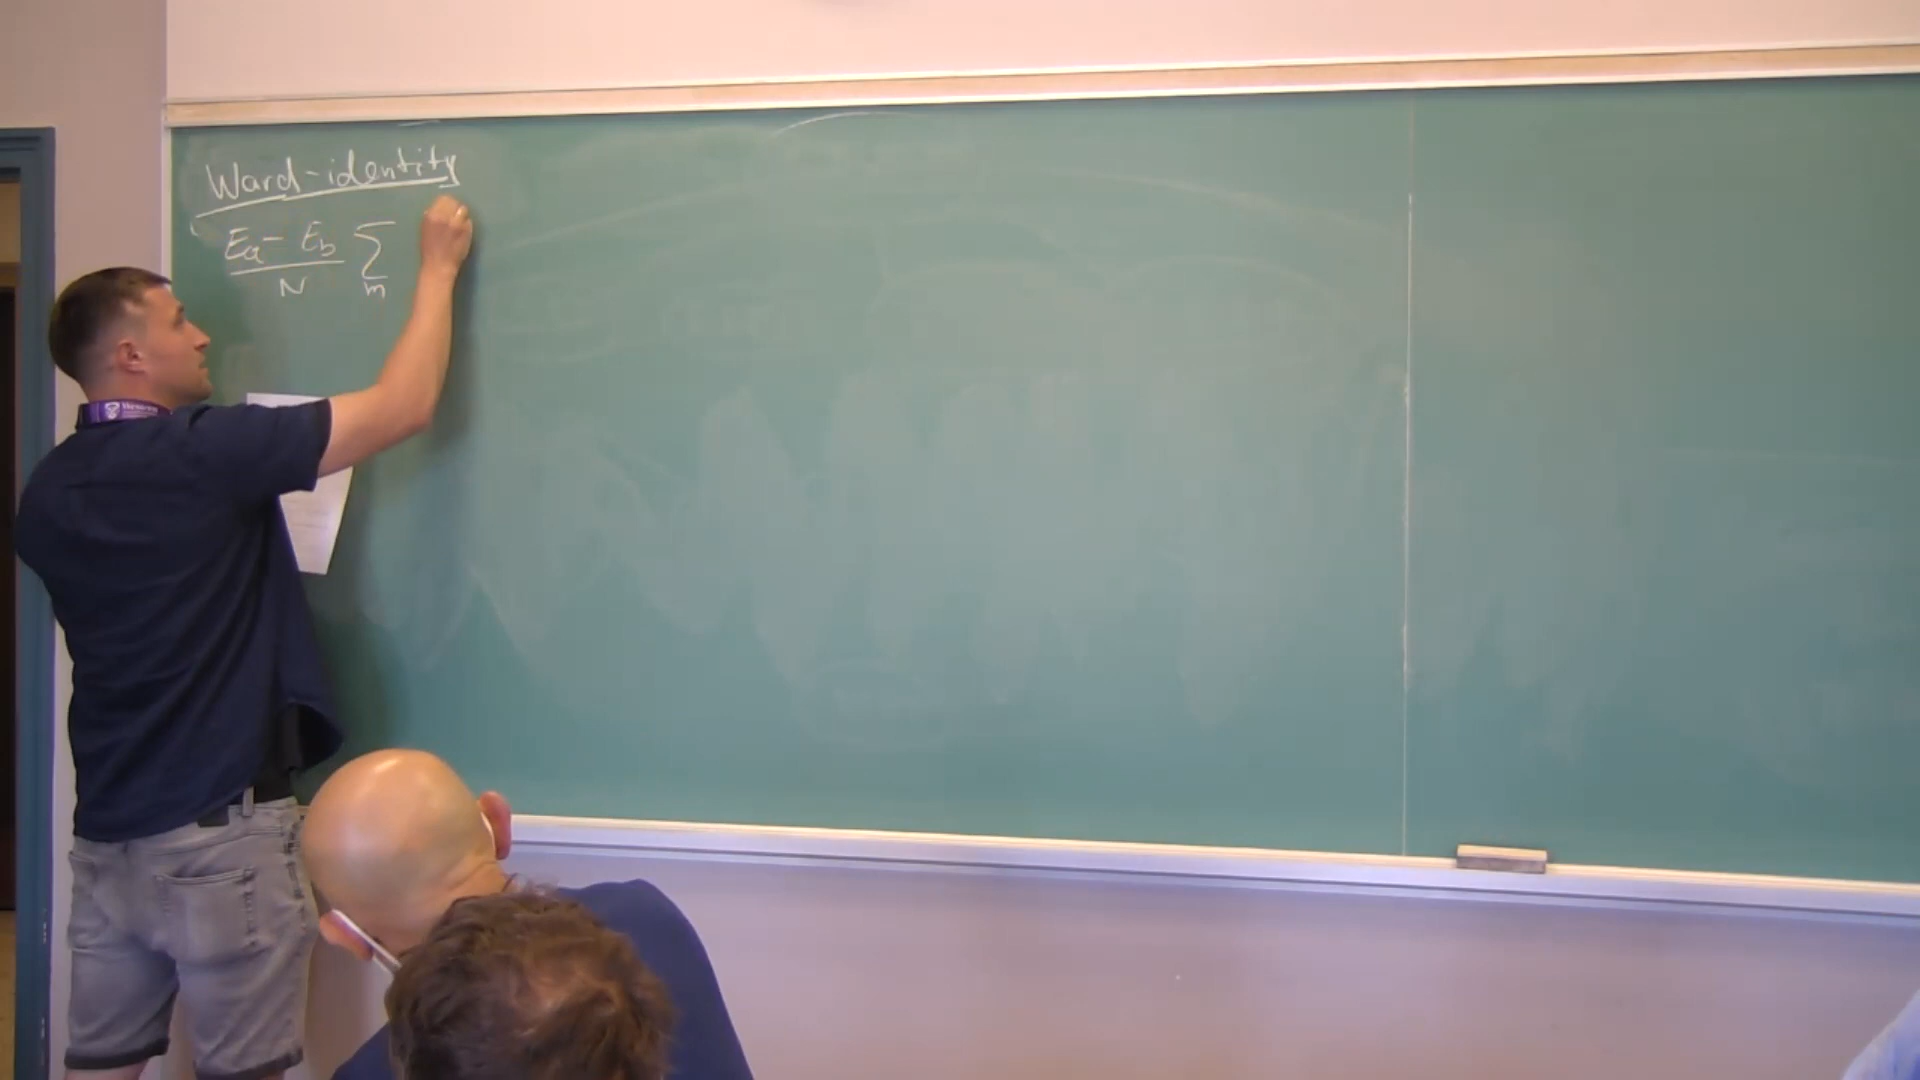 Ward-identity
Ea - Eb Σ
N m